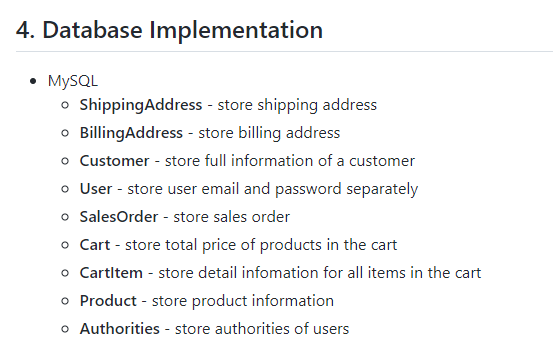 4. Database Implementation
MySQL
ShippingAddress - store shipping address
BillingAddress - store billing address
Customer - store full information of a customer
User - store user email and password separately
SalesOrder - store sales order
Cart - store total price of products in the cart
CartItem - store detail infomation for all items in the cart
Product - store product information
Authorities - store authorities of users